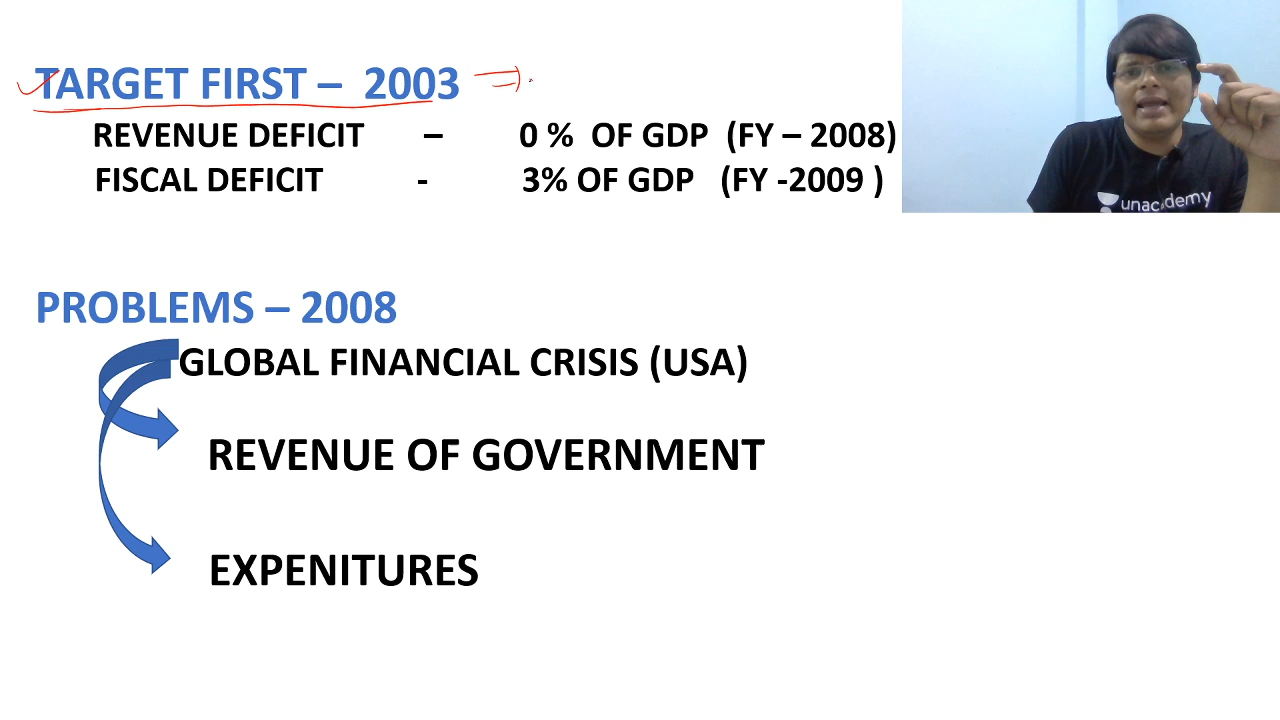 TARGET FIRST – 2003
REVENUE DEFICIT – 0 % OF GDP (FY – 2008)
FISCAL DEFICIT - 3% OF GDP (FY -2009 )
unacademy
PROBLEMS – 2008
GLOBAL FINANCIAL CRISIS (USA)
REVENUE OF GOVERNMENT
EXPENITURES